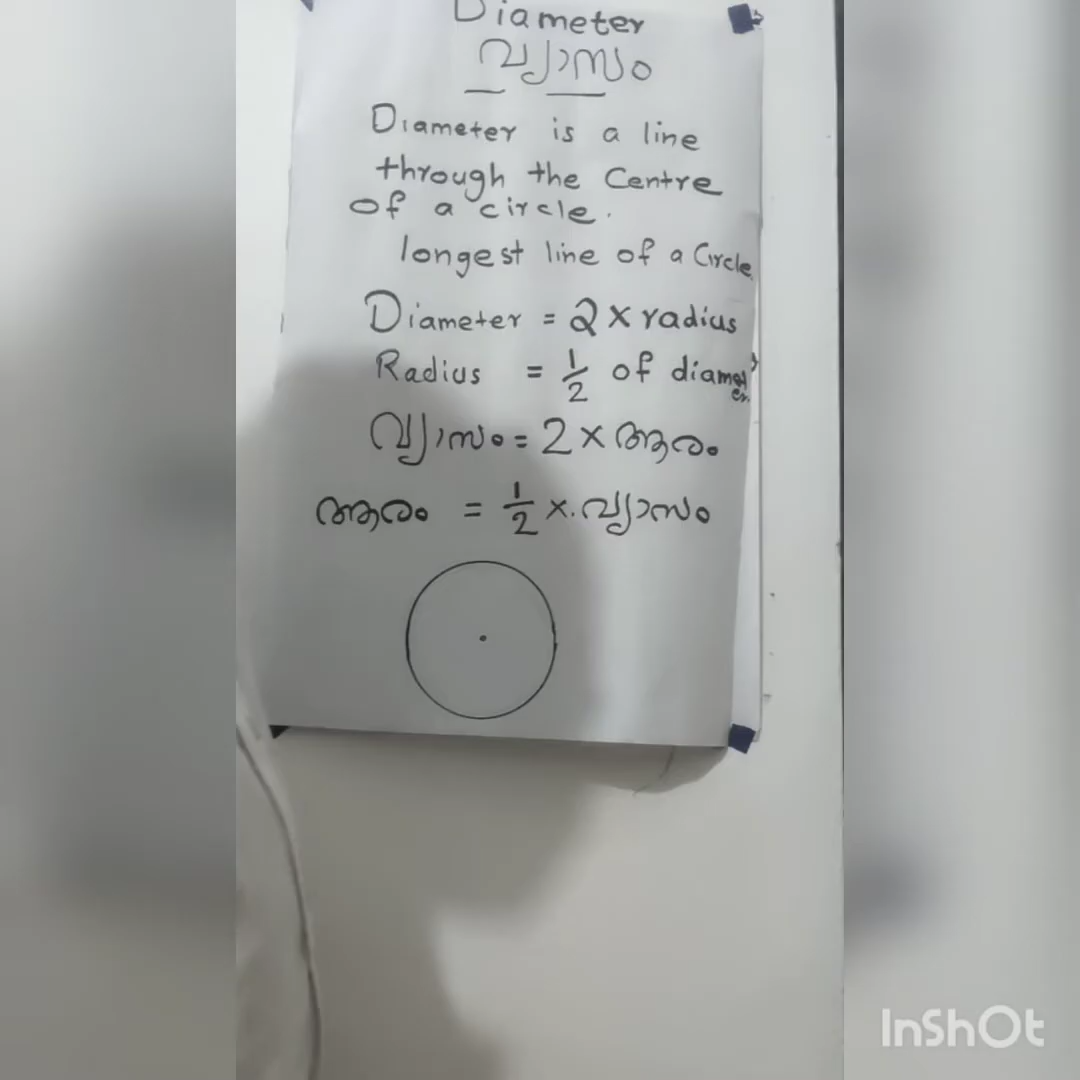 Diameter
വ്യാസം
Diameter is a line
through the Centre
of a circle.
longest line of a Circle.
Diameter = 2 x radius
Radius = 1/2 of diameter.
വ്യാസം = 2 x ആരം
ആരം = 1/2 x. വ്യാസം
InShOt